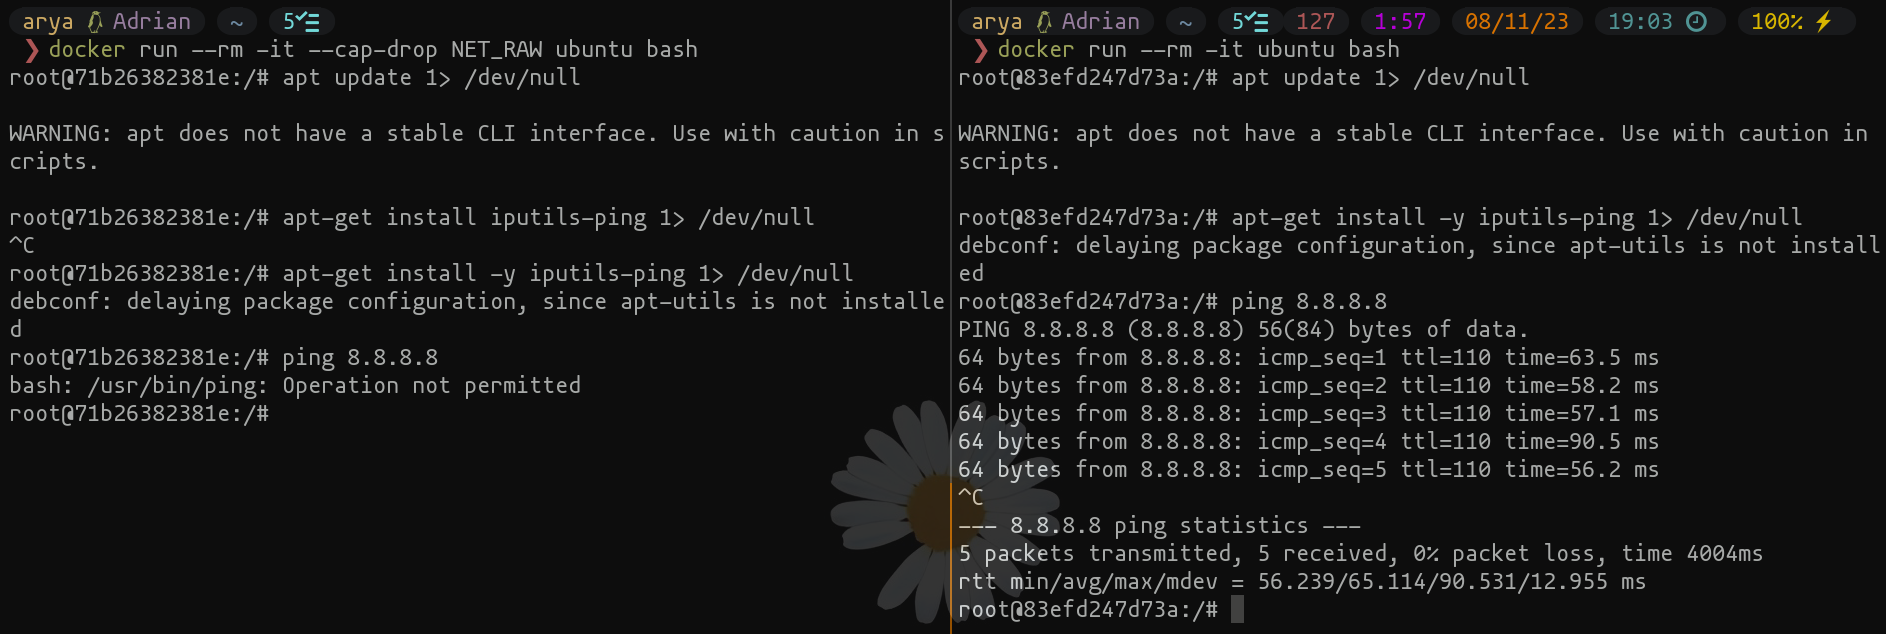 arya Adrian ~ 5
❯ docker run --rm -it --cap-drop NET_RAW ubuntu bash
root@71b26382381e:/# apt update 1> /dev/null
WARNING: apt does not have a stable CLI interface. Use with caution in s
cripts.
root@71b26382381e:/# apt-get install iputils-ping 1> /dev/null
^C
root@71b26382381e:/# apt-get install -y iputils-ping 1> /dev/null
debconf: delaying package configuration, since apt-utils is not installe
d
root@71b26382381e:/# ping 8.8.8.8
bash: /usr/bin/ping: Operation not permitted
root@71b26382381e:/#
arya Adrian ~ 5 127 1:57 08/11/23 19:03 100%
❯ docker run --rm -it ubuntu bash
root@83efd247d73a:/# apt update 1> /dev/null
WARNING: apt does not have a stable CLI interface. Use with caution in
scripts.
root@83efd247d73a:/# apt-get install -y iputils-ping 1> /dev/null
debconf: delaying package configuration, since apt-utils is not install
ed
root@83efd247d73a:/# ping 8.8.8.8
PING 8.8.8.8 (8.8.8.8) 56(84) bytes of data.
64 bytes from 8.8.8.8: icmp_seq=1 ttl=110 time=63.5 ms
64 bytes from 8.8.8.8: icmp_seq=2 ttl=110 time=58.2 ms
64 bytes from 8.8.8.8: icmp_seq=3 ttl=110 time=57.1 ms
64 bytes from 8.8.8.8: icmp_seq=4 ttl=110 time=90.5 ms
64 bytes from 8.8.8.8: icmp_seq=5 ttl=110 time=56.2 ms
^C
--- 8.8.8.8 ping statistics ---
5 packets transmitted, 5 received, 0% packet loss, time 4004ms
rtt min/avg/max/mdev = 56.239/65.114/90.531/12.955 ms
root@83efd247d73a:/#